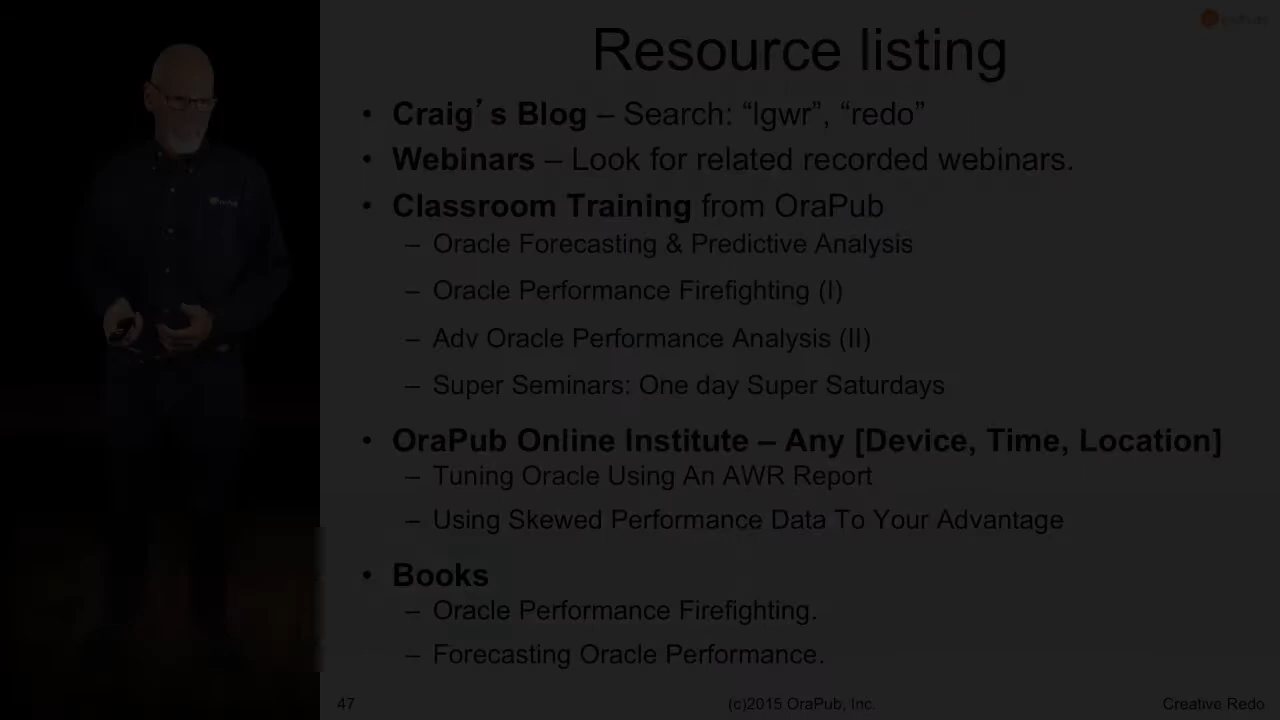 Resource listing
• Craig’s Blog – Search: “lgwr”, “redo”
• Webinars – Look for related recorded webinars.
• Classroom Training from OraPub
– Oracle Forecasting & Predictive Analysis
– Oracle Performance Firefighting (I)
– Adv Oracle Performance Analysis (II)
– Super Seminars: One day Super Saturdays
• OraPub Online Institute – Any [Device, Time, Location]
– Tuning Oracle Using An AWR Report
– Using Skewed Performance Data To Your Advantage
• Books
– Oracle Performance Firefighting.
– Forecasting Oracle Performance.
47 (c)2015 OraPub, Inc. Creative Redo